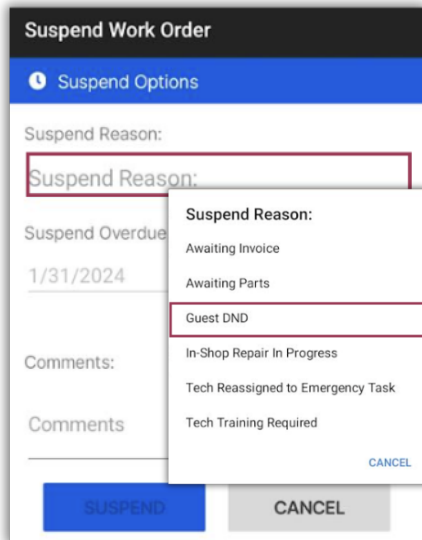 Suspend Work Order
Suspend Options
Suspend Reason:
Suspend Reason:
Suspend Overdue
1/31/2024
Comments:
Comments
SUSPEND
CANCEL
Suspend Reason:
Awaiting Invoice
Awaiting Parts
Guest DND
In-Shop Repair In Progress
Tech Reassigned to Emergency Task
Tech Training Required
CANCEL